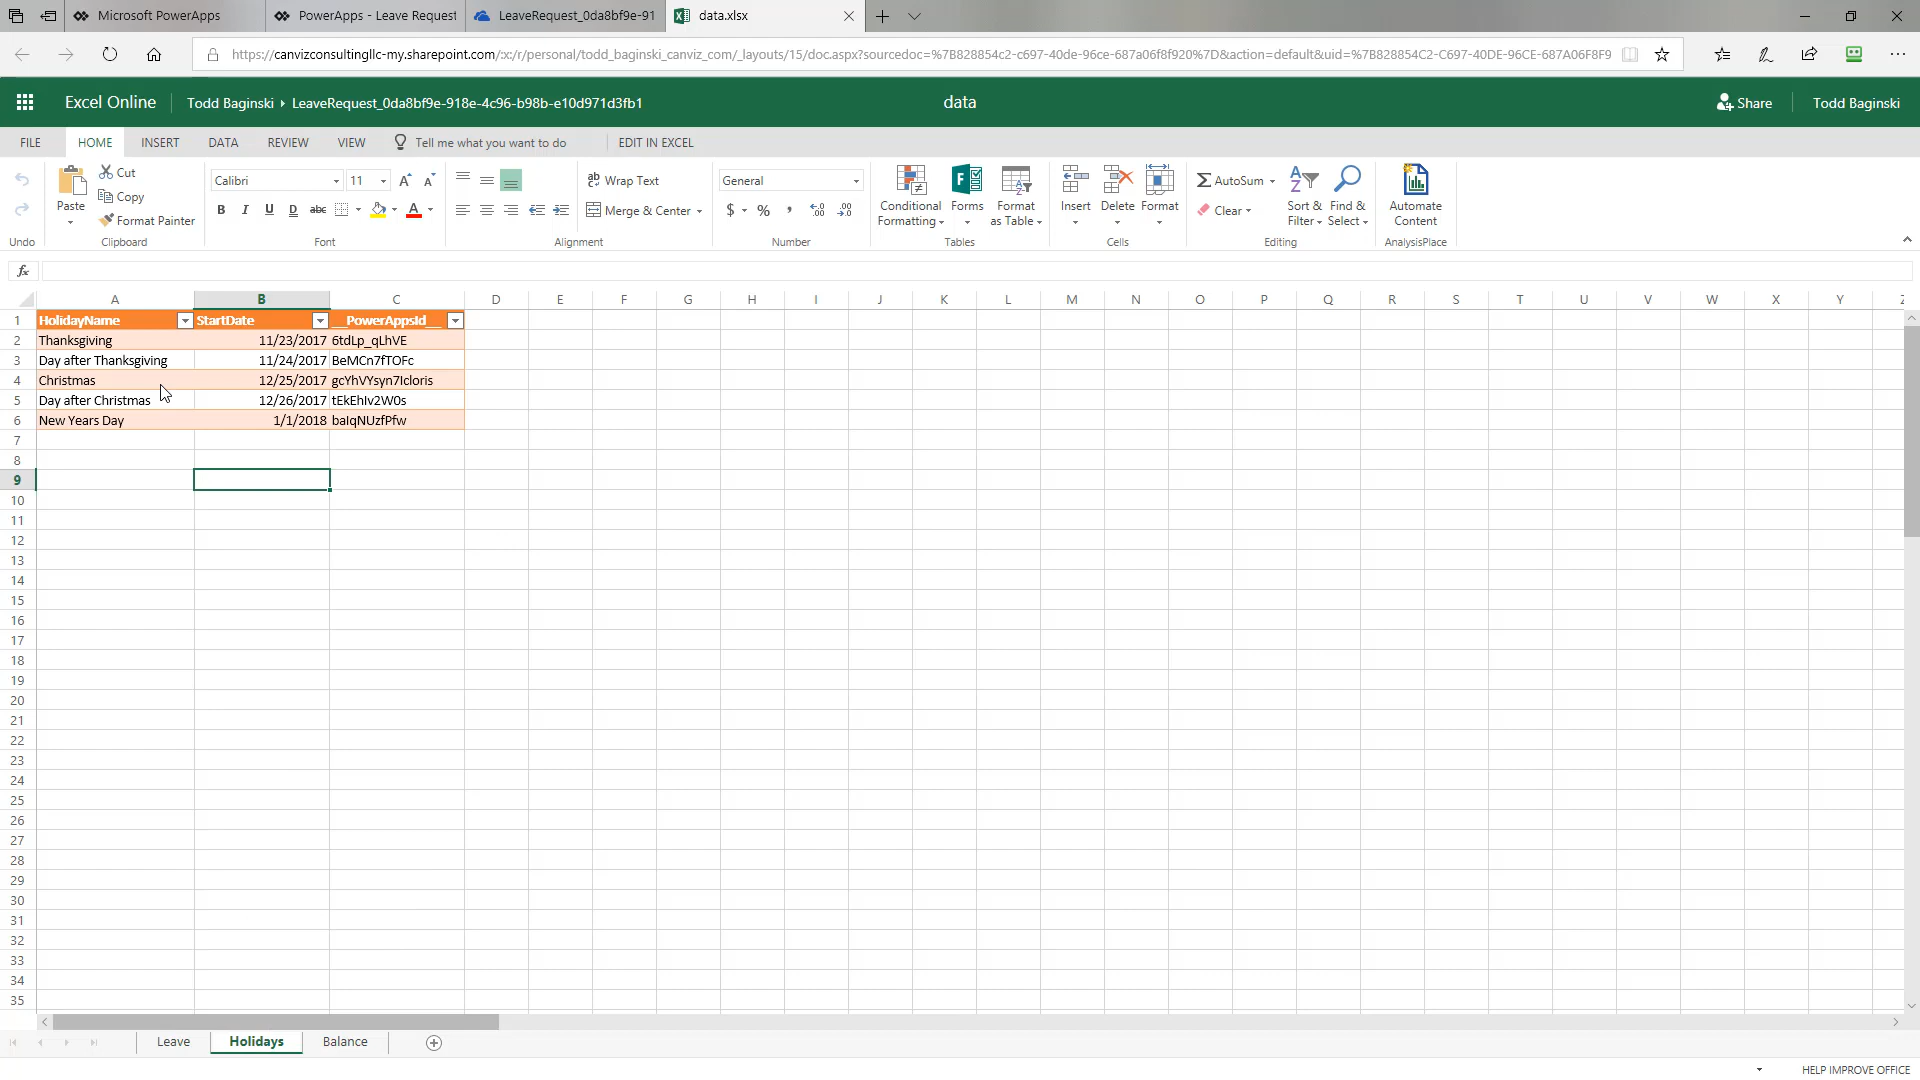 Microsoft PowerApps
PowerApps - Leave Request
LeaveRequest_0da8bf9e-91
data.xlsx
https://canvizconsultingllc-my.sharepoint.com/:x:/r/personal/todd_baginski_canviz_com/_layouts/15/doc.aspx?sourcedoc=%7B828854c2-c697-40de-96ce-687a06f8f920%7D&action=default&uid=%7B828854C2-C697-40DE-96CE-687A06F8F9
Excel Online
Todd Baginski
LeaveRequest_0da8bf9e-918e-4c96-b98b-e10d971d3fb1
data
Share
Todd Baginski
FILE
HOME
INSERT
DATA
REVIEW
VIEW
Tell me what you want to do
EDIT IN EXCEL
Paste
Cut
Copy
Format Painter
Calibri
11
B I U D abc
A
Wrap Text
Merge & Center
General
$ % , .00 .00
Conditional
Formatting
Forms
Format
as Table
Insert
Delete
Format
AutoSum
Clear
Sort &
Filter
Find &
Select
Automate
Content
Undo
Clipboard
Font
Alignment
Number
Tables
Cells
Editing
AnalysisPlace
fx
A B C D E F G H I J K L M N O P Q R S T U V W X Y Z
1 HolidayName StartDate __PowerAppsId__
2 Thanksgiving 11/23/2017 6tdLp_qLhVE
3 Day after Thanksgiving 11/24/2017 BeMCn7fTOFc
4 Christmas 12/25/2017 gcYhVYsyn7Icloris
5 Day after Christmas 12/26/2017 tEkEhIv2W0s
6 New Years Day 1/1/2018 baIqNUzfPfw
7
8
9
10
11
12
13
14
15
16
17
18
19
20
21
22
23
24
25
26
27
28
29
30
31
32
33
34
35
Leave
Holidays
Balance
HELP IMPROVE OFFICE